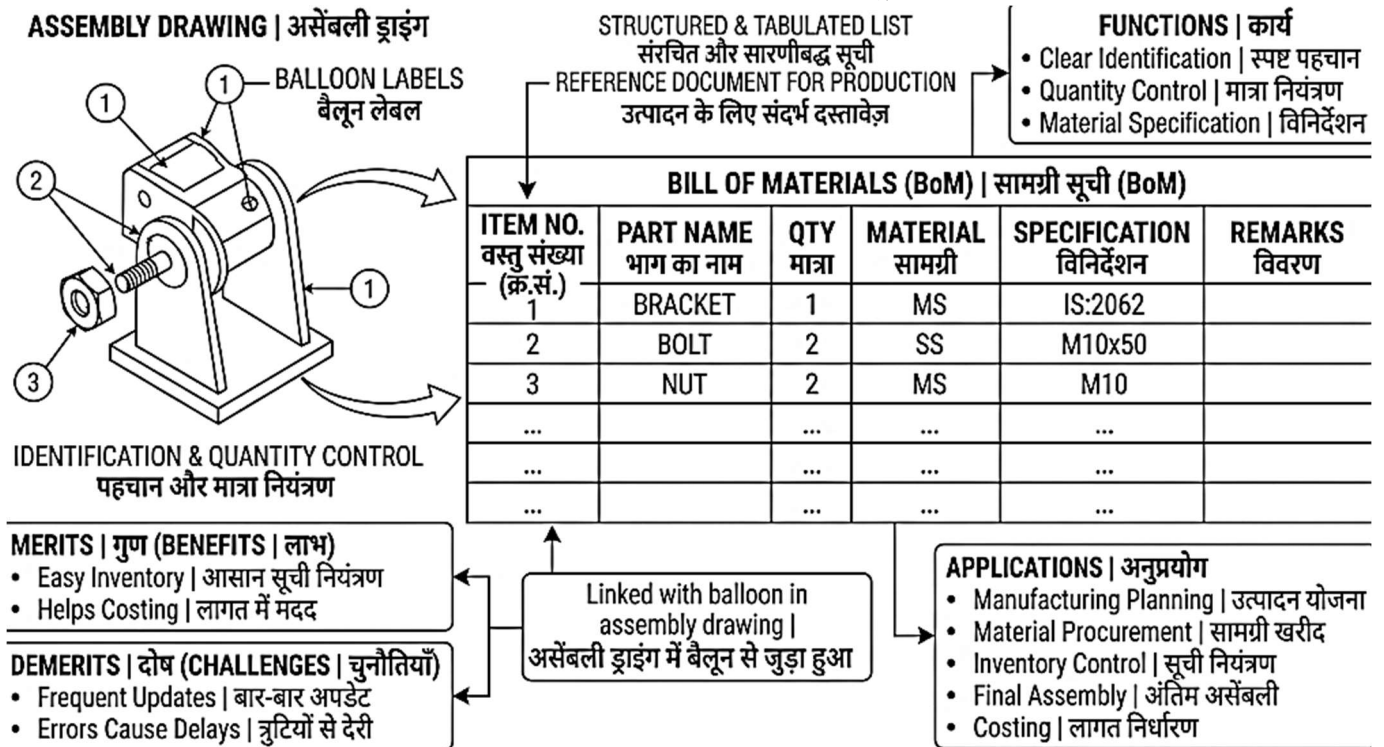 ASSEMBLY DRAWING | असेंबली ड्राइंग
1
1
BALLOON LABELS
बैलून लेबल
2
1
3
IDENTIFICATION & QUANTITY CONTROL
पहचान और मात्रा नियंत्रण
STRUCTURED & TABULATED LIST
संरचित और सारणीबद्ध सूची
REFERENCE DOCUMENT FOR PRODUCTION
उत्पादन के लिए संदर्भ दस्तावेज़
FUNCTIONS | कार्य
• Clear Identification | स्पष्ट पहचान
• Quantity Control | मात्रा नियंत्रण
• Material Specification | विनिर्देशन
BILL OF MATERIALS (BoM) | सामग्री सूची (BoM)
ITEM NO. PART NAME QTY MATERIAL SPECIFICATION REMARKS
वस्तु संख्या भाग का नाम मात्रा सामग्री विनिर्देशन विवरण
(क्र.सं.)
1 BRACKET 1 MS IS:2062
2 BOLT 2 SS M10x50
3 NUT 2 MS M10
... ... ... ...
... ... ... ...
... ... ... ...
MERITS | गुण (BENEFITS | लाभ)
• Easy Inventory | आसान सूची नियंत्रण
• Helps Costing | लागत में मदद
DEMERITS | दोष (CHALLENGES | चुनौतियाँ)
• Frequent Updates | बार-बार अपडेट
• Errors Cause Delays | त्रुटियों से देरी
Linked with balloon in
assembly drawing |
असेंबली ड्राइंग में बैलून से जुड़ा हुआ
APPLICATIONS | अनुप्रयोग
• Manufacturing Planning | उत्पादन योजना
• Material Procurement | सामग्री खरीद
• Inventory Control | सूची नियंत्रण
• Final Assembly | अंतिम असेंबली
• Costing | लागत निर्धारण